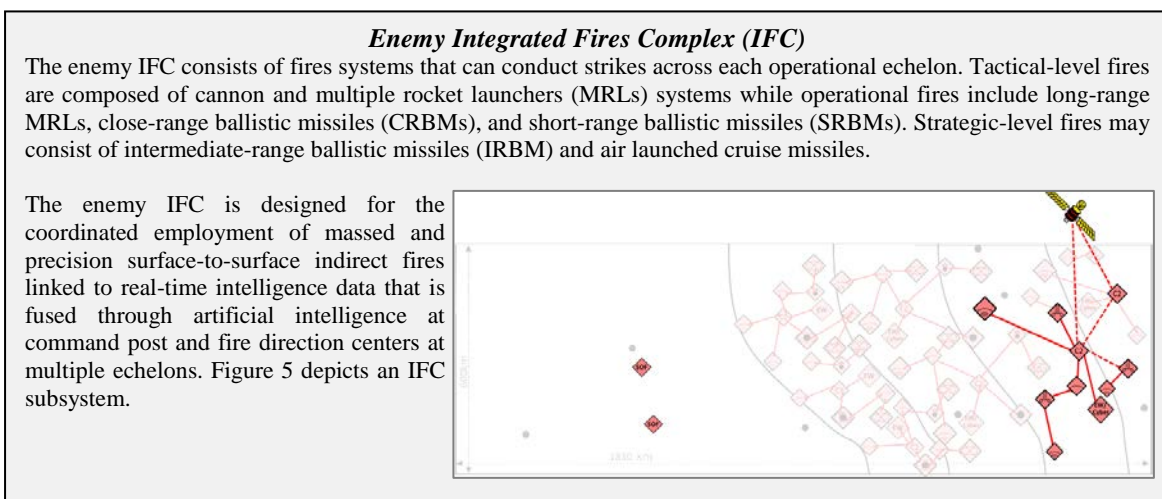 Enemy Integrated Fires Complex (IFC)
The enemy IFC consists of fires systems that can conduct strikes across each operational echelon. Tactical-level fires
are composed of cannon and multiple rocket launchers (MRLs) systems while operational fires include long-range
MRLs, close-range ballistic missiles (CRBMs), and short-range ballistic missiles (SRBMs). Strategic-level fires may
consist of intermediate-range ballistic missiles (IRBM) and air launched cruise missiles.
The enemy IFC is designed for the
coordinated employment of massed and
precision surface-to-surface indirect fires
linked to real-time intelligence data that is
fused through artificial intelligence at
command post and fire direction centers at
multiple echelons. Figure 5 depicts an IFC
subsystem.
C2
C2
SOF
SOF
EW/
Cyber